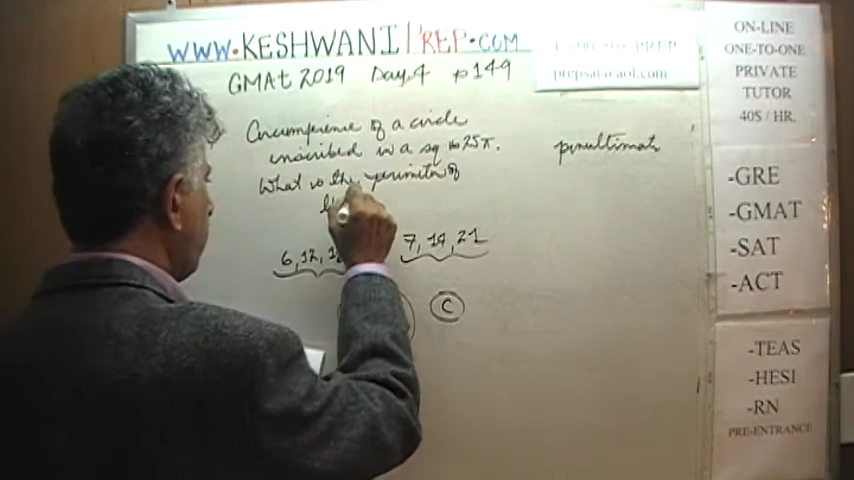 WWW.KESHWANIPREP.COM
GMAt 2019 Day 4 p149
Circumference of a circle
inscribed in a sq is 25π.
What is the perimeter of
6, 12,
7, 14, 21
C
penultimate
prepsat@aol.com
ON-LINE
ONE-TO-ONE
PRIVATE
TUTOR
40$ / HR.
-GRE
-GMAT
-SAT
-ACT
-TEAS
-HESI
-RN
PRE-ENTRANCE